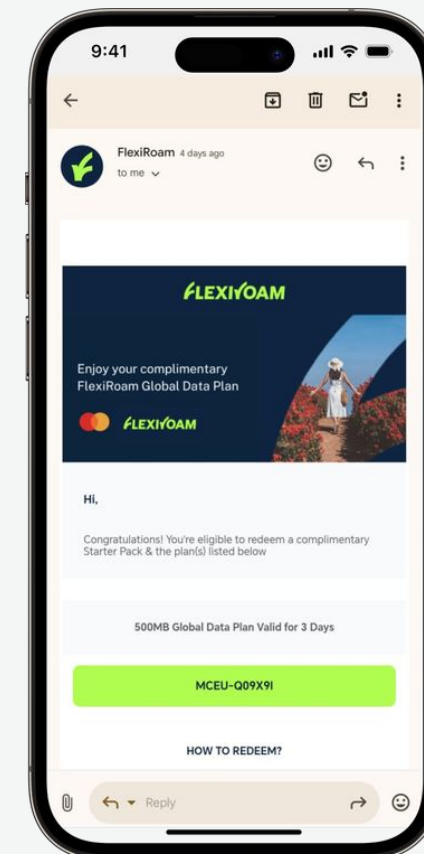 9:41
FlexiRoam 4 days ago
to me
FLEXIROAM
Enjoy your complimentary
FlexiRoam Global Data Plan
FLEXIROAM
Hi,
Congratulations! You're eligible to redeem a complimentary
Starter Pack & the plan(s) listed below
500MB Global Data Plan Valid for 3 Days
MCEU-Q09X9I
HOW TO REDEEM?
Reply